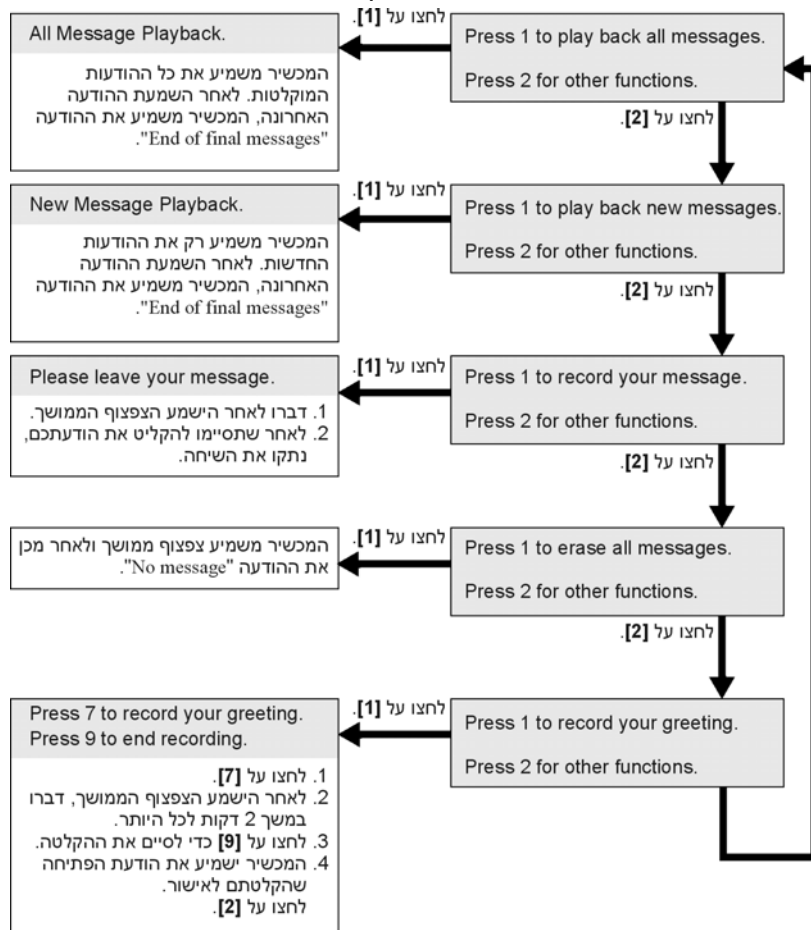 לחצו על [1].
Press 1 to play back all messages.
Press 2 for other functions.
All Message Playback.
המכשיר משמיע את כל ההודעות
המוקלטות. לאחר השמעת ההודעה
האחרונה, המכשיר משמיע את ההודעה
"End of final messages".
לחצו על [2].
לחצו על [1].
Press 1 to play back new messages.
Press 2 for other functions.
New Message Playback.
המכשיר משמיע רק את ההודעות
החדשות. לאחר השמעת ההודעה
האחרונה, המכשיר משמיע את ההודעה
"End of final messages".
לחצו על [2].
לחצו על [1].
Press 1 to record your message.
Press 2 for other functions.
Please leave your message.
1. דברו לאחר הישמע הצפצוף הממושך.
2. לאחר שתסיימו להקליט את הודעתכם,
נתקו את השיחה.
לחצו על [2].
לחצו על [1].
Press 1 to erase all messages.
Press 2 for other functions.
המכשיר משמיע צפצוף ממושך ולאחר מכן
את ההודעה "No message".
לחצו על [2].
לחצו על [1].
Press 1 to record your greeting.
Press 2 for other functions.
Press 7 to record your greeting.
Press 9 to end recording.
1. לחצו על [7].
2. לאחר הישמע הצפצוף הממושך, דברו
במשך 2 דקות לכל היותר.
3. לחצו על [9] כדי לסיים את ההקלטה.
4. המכשיר ישמיע את הודעת הפתיחה
שהקלטתם לאישור.
לחצו על [2].